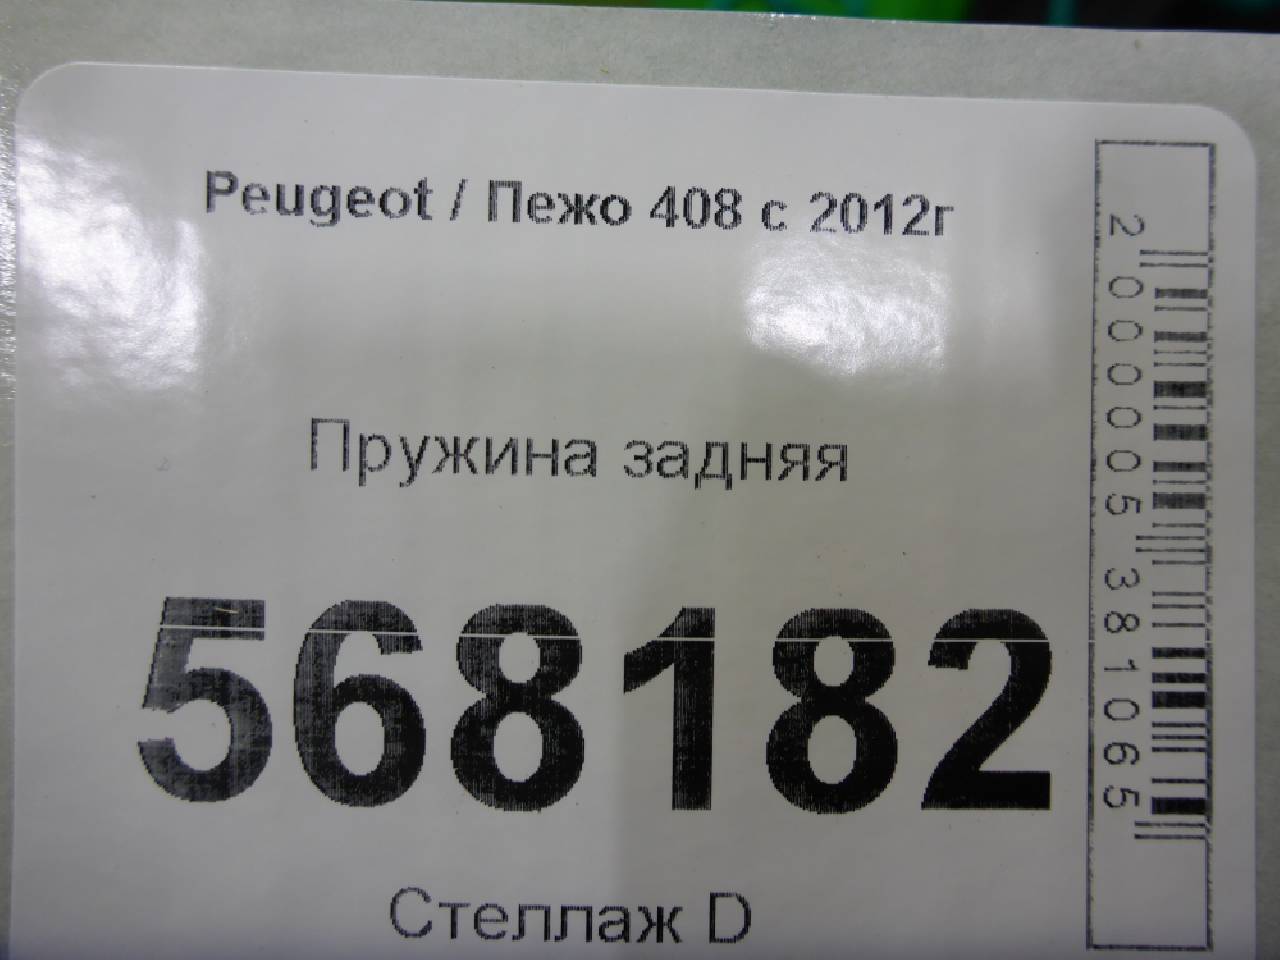 Peugeot / Пежо 408 с 2012г
Пружина задняя
568182
Стеллаж D
2000005381065